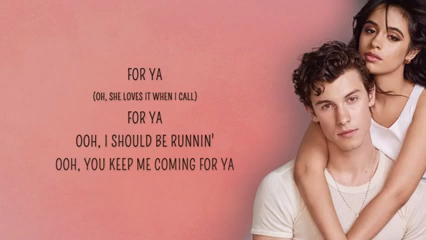 FOR YA
(OH, SHE LOVES IT WHEN I CALL)
FOR YA
OOH, I SHOULD BE RUNNIN'
OOH, YOU KEEP ME COMING FOR YA